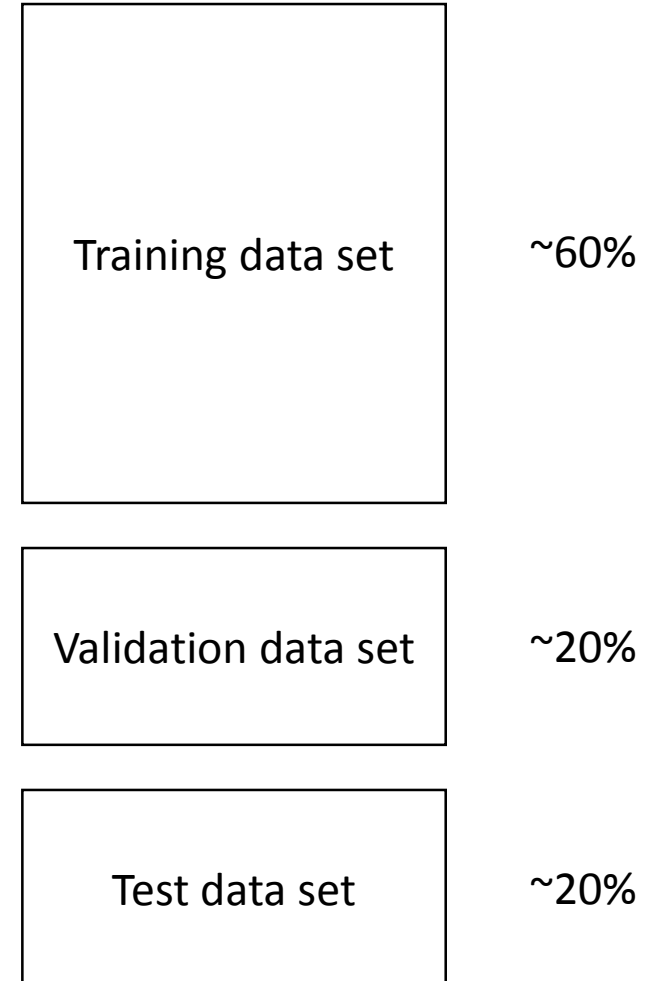 Training data set ~60%
Validation data set ~20%
Test data set ~20%